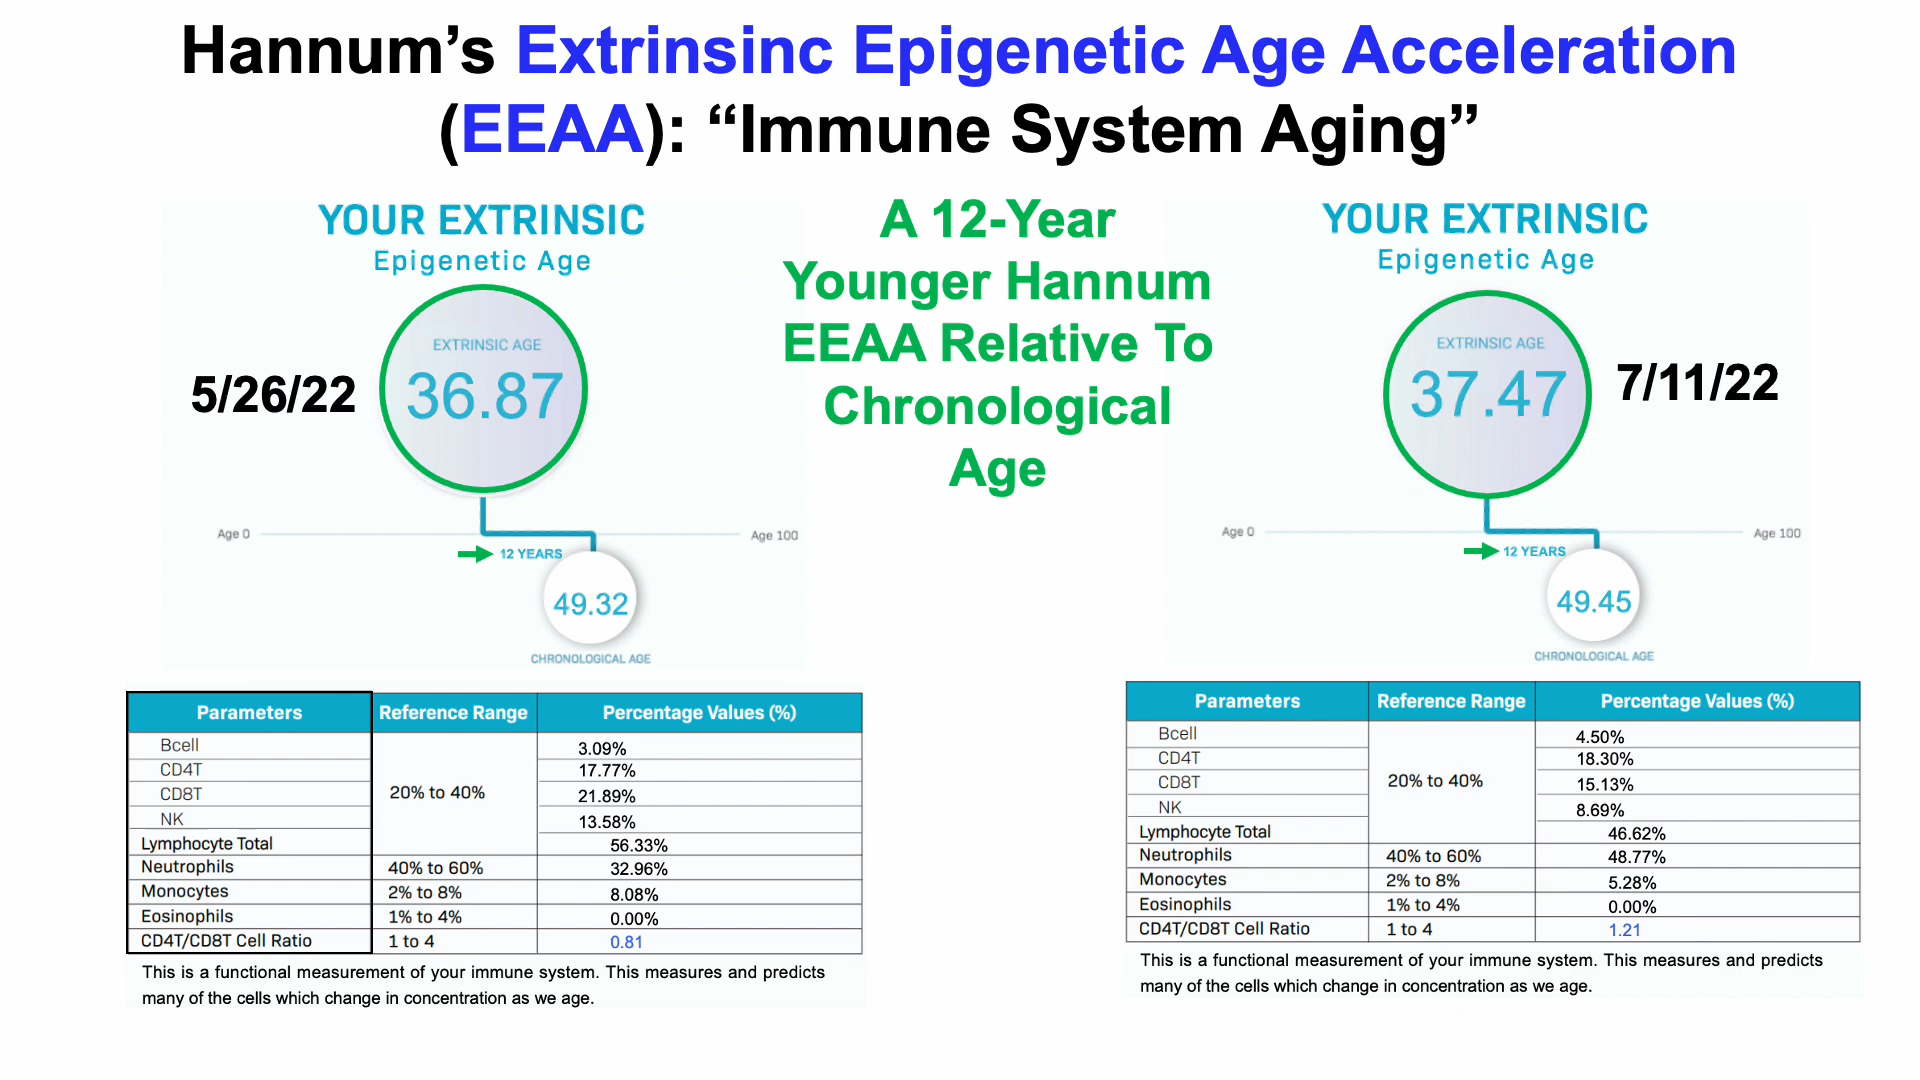 Hannum’s Extrinsinc Epigenetic Age Acceleration
(EEAA): “Immune System Aging”
YOUR EXTRINSIC
Epigenetic Age
EXTRINSIC AGE
36.87
5/26/22
Age 0
Age 100
12 YEARS
49.32
CHRONOLOGICAL AGE
A 12-Year
Younger Hannum
EEAA Relative To
Chronological
Age
YOUR EXTRINSIC
Epigenetic Age
EXTRINSIC AGE
37.47
7/11/22
Age 0
Age 100
12 YEARS
49.45
CHRONOLOGICAL AGE
Parameters Reference Range Percentage Values (%)
Bcell 3.09%
CD4T 17.77%
20% to 40%
CD8T 21.89%
NK 13.58%
Lymphocyte Total 56.33%
Neutrophils 40% to 60% 32.96%
Monocytes 2% to 8% 8.08%
Eosinophils 1% to 4% 0.00%
CD4T/CD8T Cell Ratio 1 to 4 0.81
This is a functional measurement of your immune system. This measures and predicts
many of the cells which change in concentration as we age.
Parameters Reference Range Percentage Values (%)
Bcell 4.50%
CD4T 18.30%
20% to 40%
CD8T 15.13%
NK 8.69%
Lymphocyte Total 46.62%
Neutrophils 40% to 60% 48.77%
Monocytes 2% to 8% 5.28%
Eosinophils 1% to 4% 0.00%
CD4T/CD8T Cell Ratio 1 to 4 1.21
This is a functional measurement of your immune system. This measures and predicts
many of the cells which change in concentration as we age.